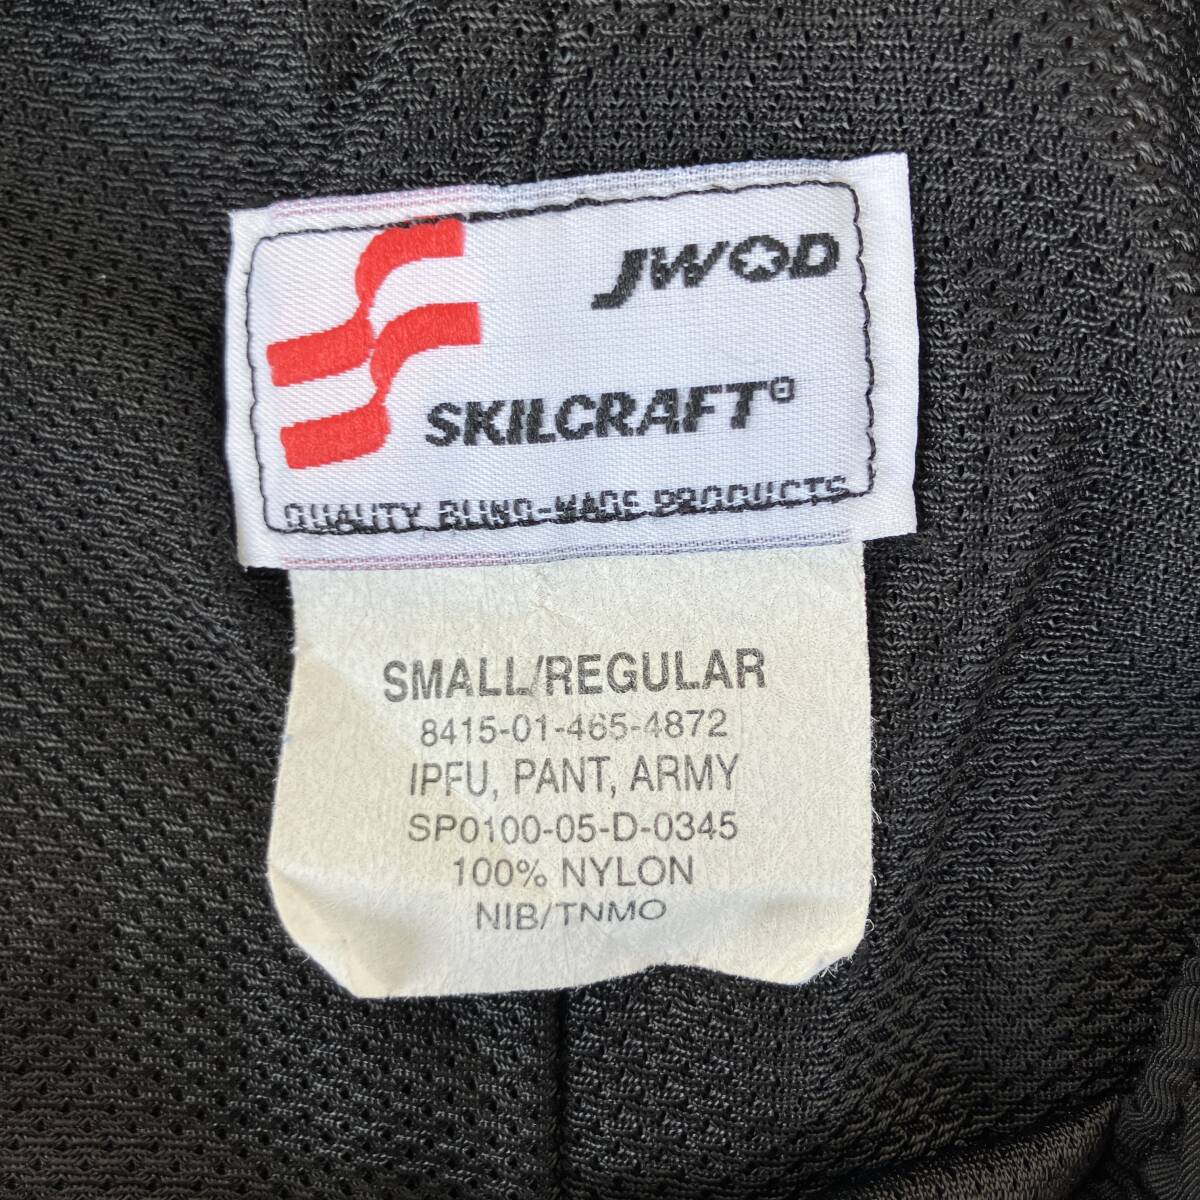 JWOD
SKILCRAFT®
QUALITY BLIND-MADE PRODUCTS
SMALL/REGULAR
8415-01-465-4872
IPFU, PANT, ARMY
SP0100-05-D-0345
100% NYLON
NIB/TNMO